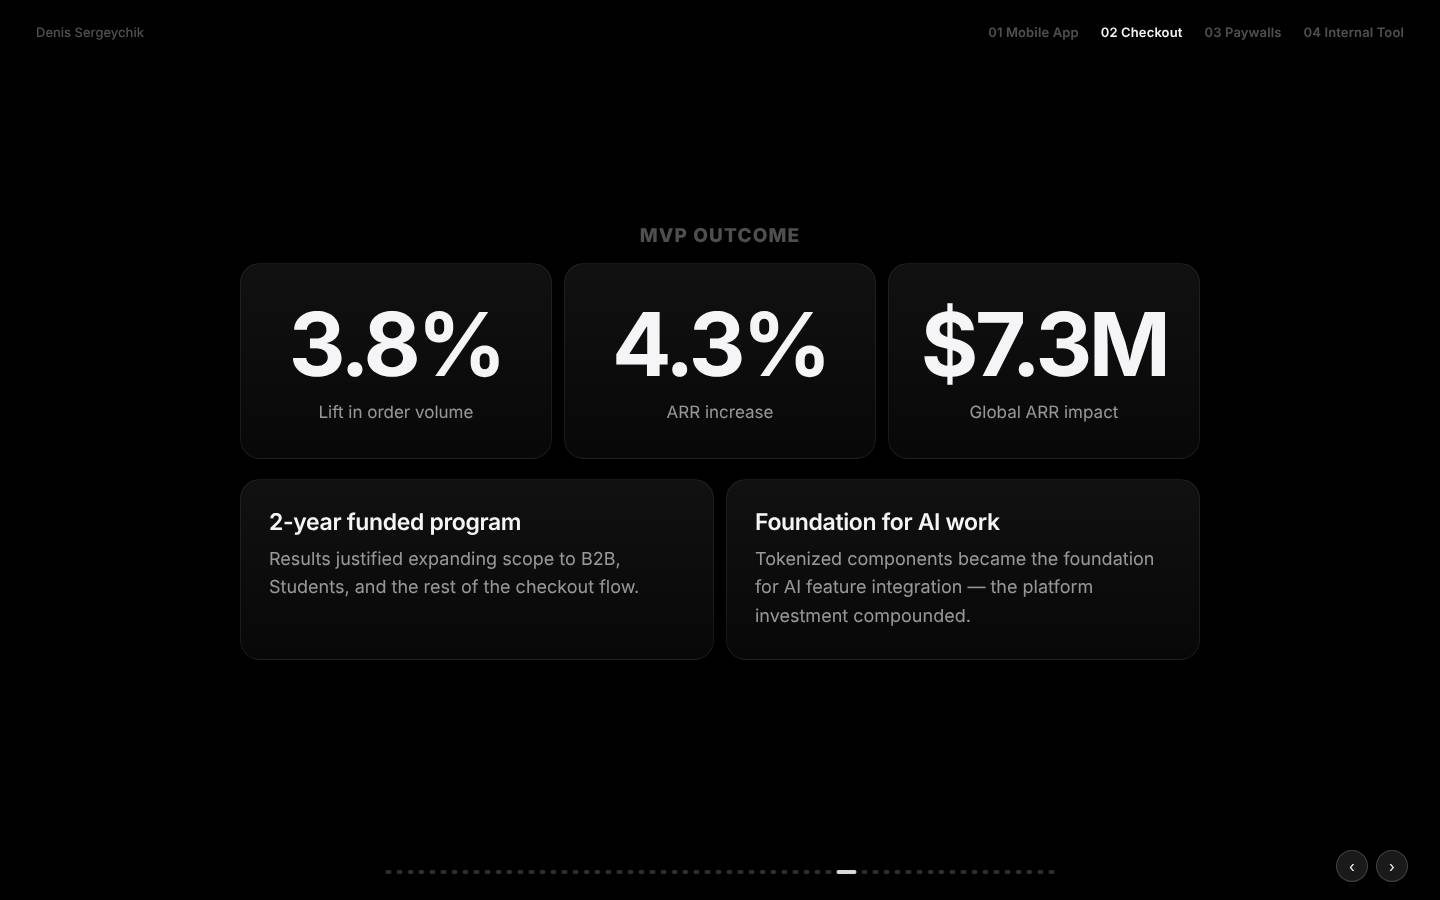 Denis Sergeychik
01 Mobile App 02 Checkout 03 Paywalls 04 Internal Tool
MVP OUTCOME
3.8%
Lift in order volume
4.3%
ARR increase
$7.3M
Global ARR impact
2-year funded program
Results justified expanding scope to B2B,
Students, and the rest of the checkout flow.
Foundation for AI work
Tokenized components became the foundation
for AI feature integration — the platform
investment compounded.
‹ ›